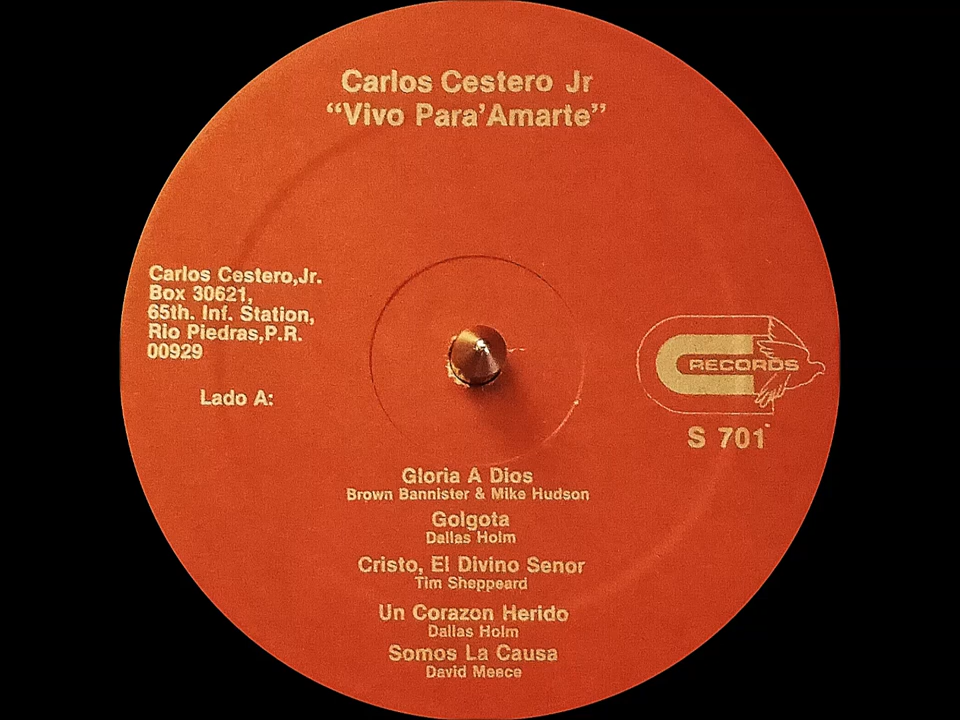 Carlos Cestero Jr
“Vivo Para’Amarte”
Carlos Cestero,Jr.
Box 30621,
65th. Inf. Station,
Rio Piedras,P.R.
00929
Lado A:
RECORDS
S 701
Gloria A Dios
Brown Bannister & Mike Hudson
Golgota
Dallas Holm
Cristo, El Divino Senor
Tim Sheppeard
Un Corazon Herido
Dallas Holm
Somos La Causa
David Meece